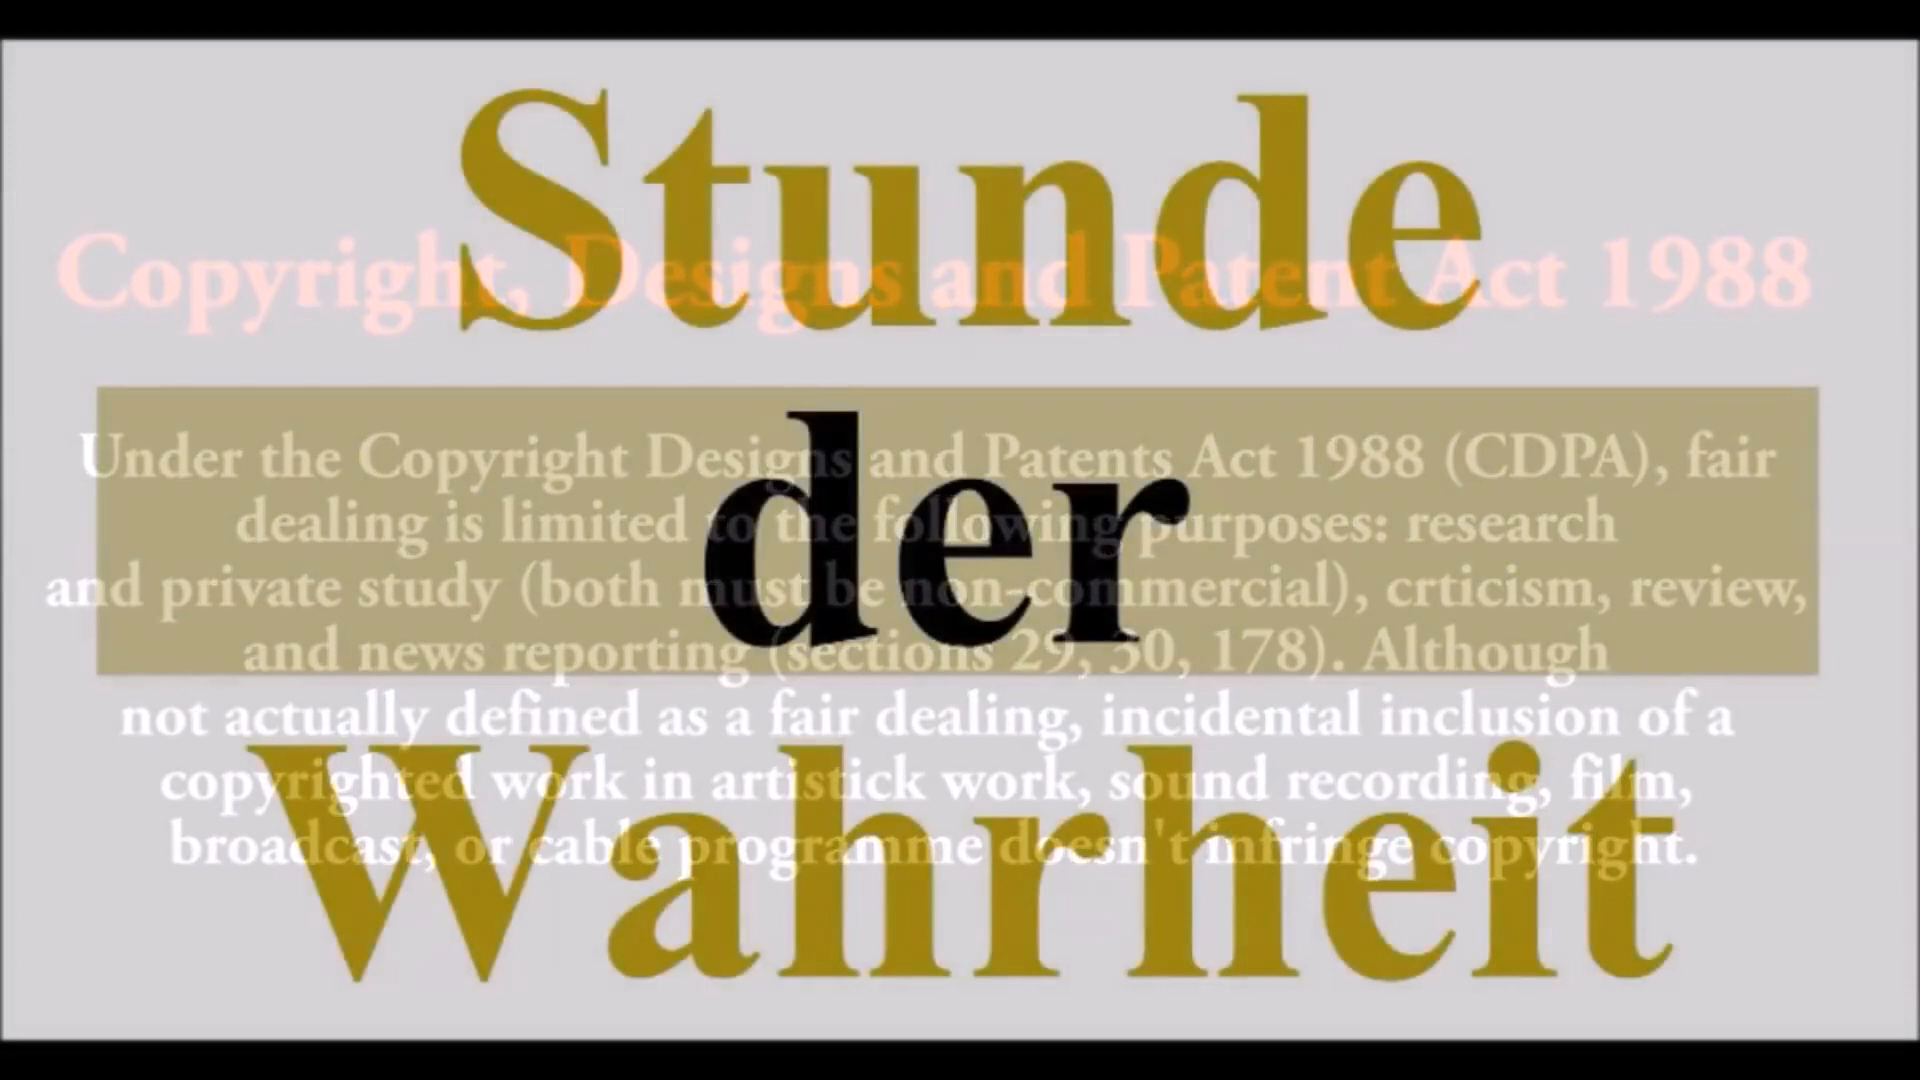 Stunde
Copyright, Designs and Patent Act 1988
der
Under the Copyright Designs and Patents Act 1988 (CDPA), fair
dealing is limited to the following purposes: research
and private study (both must be non-commercial), crticism, review,
and news reporting (sections 29, 30, 178). Although
not actually defined as a fair dealing, incidental inclusion of a
copyrighted work in artistick work, sound recording, film,
broadcast, or cable programme doesn't infringe copyright.
Wahrheit